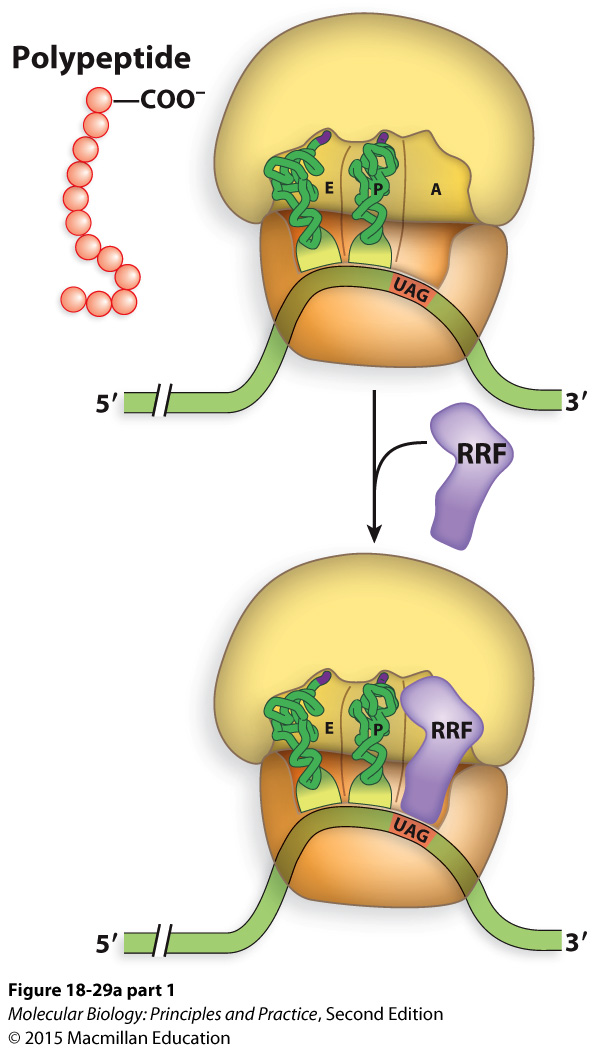 Polypeptide
COO⁻
E
P
A
UAG
5′
3′
RRF
E
P
RRF
UAG
5′
3′
Figure 18-29a part 1
Molecular Biology: Principles and Practice, Second Edition
© 2015 Macmillan Education